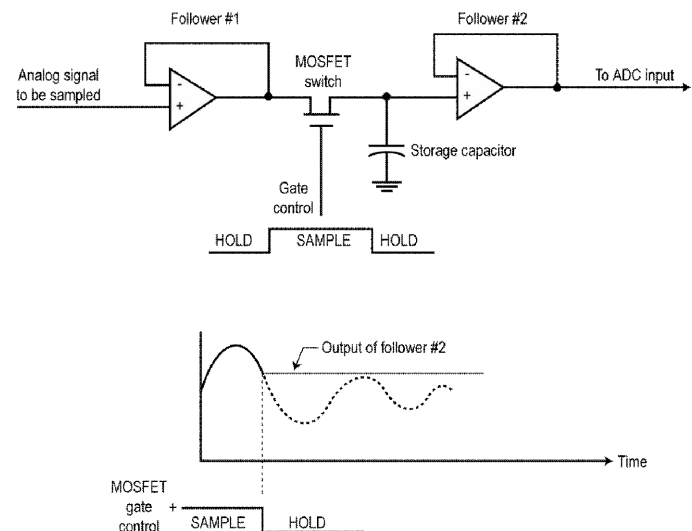 Follower #1
Follower #2
Analog signal
to be sampled
MOSFET
switch
To ADC input
-
+
-
+
Storage capacitor
Gate
control
HOLD
SAMPLE
HOLD
Output of follower #2
Time
MOSFET
gate
control
+
SAMPLE
HOLD